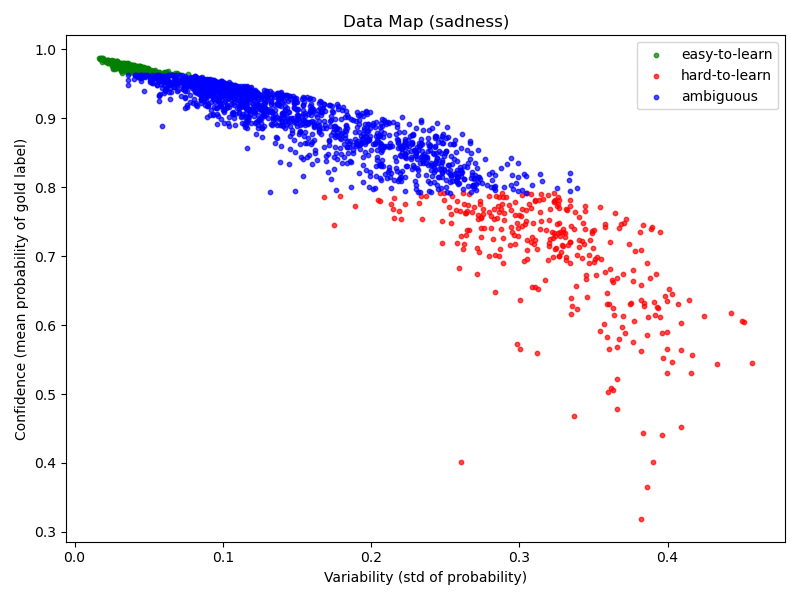 Data Map (sadness)
easy-to-learn
hard-to-learn
ambiguous
Confidence (mean probability of gold label)
1.0
0.9
0.8
0.7
0.6
0.5
0.4
0.3
0.0 0.1 0.2 0.3 0.4
Variability (std of probability)